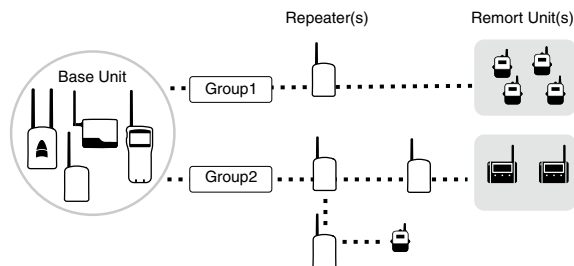 Repeater(s)
Remort Unit(s)
Base Unit
Group1
Group2